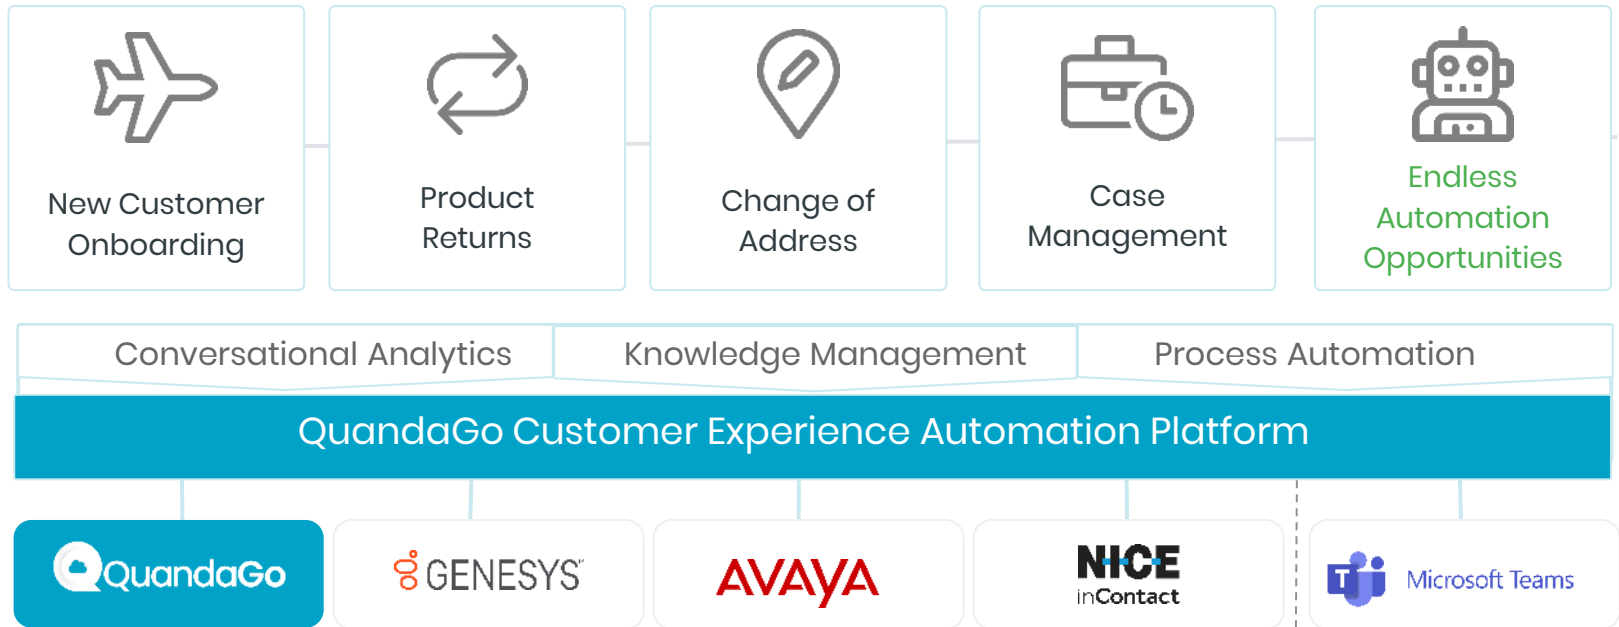 New Customer
Onboarding
Product
Returns
Change of
Address
Case
Management
Endless
Automation
Opportunities
Conversational Analytics
Knowledge Management
Process Automation
QuandaGo Customer Experience Automation Platform
QuandaGo
GENESYS
AVAYA
NICE
inContact
T
Microsoft Teams